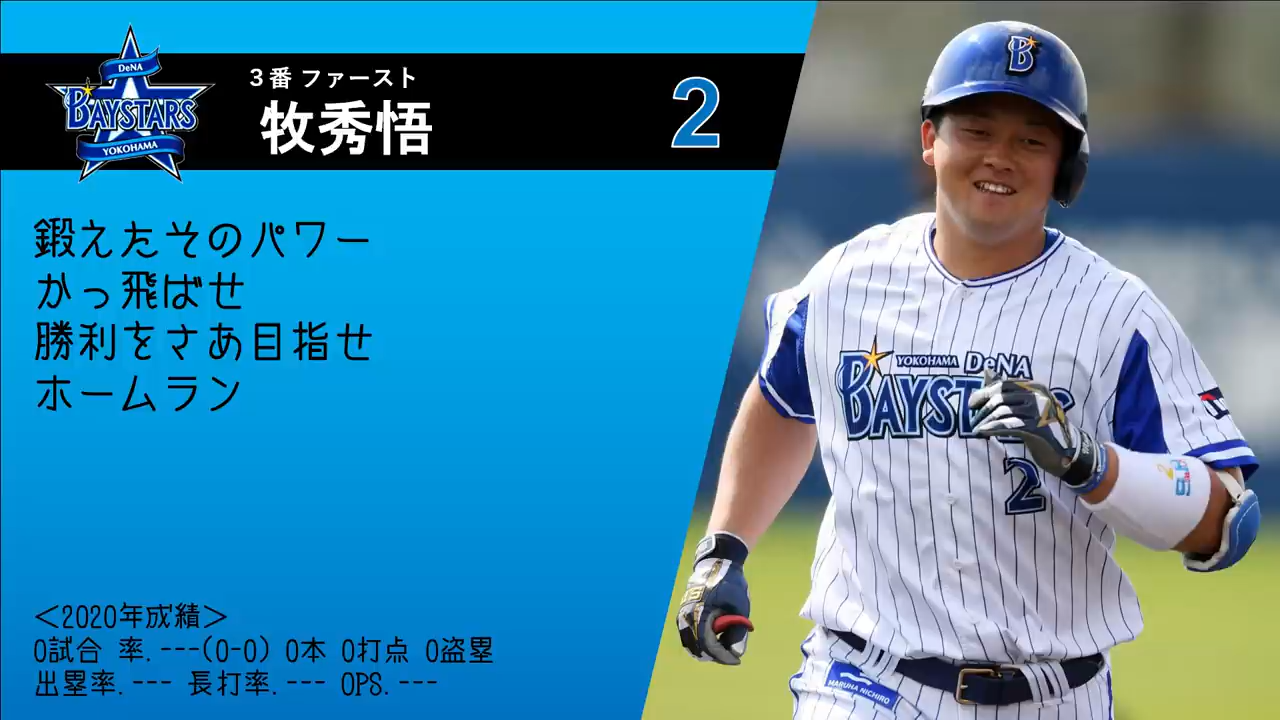 DeNA
BAYSTARS
YOKOHAMA
3番 ファースト
牧秀悟
2
鍛えたそのパワー
かっ飛ばせ
勝利をさあ目指せ
ホームラン
<2020年成績>
0試合 率.---(0-0) 0本 0打点 0盗塁
出塁率.--- 長打率.--- OPS.---
B
YOKOHAMA DeNA
BAYST
2
MARUHA NICHIRO